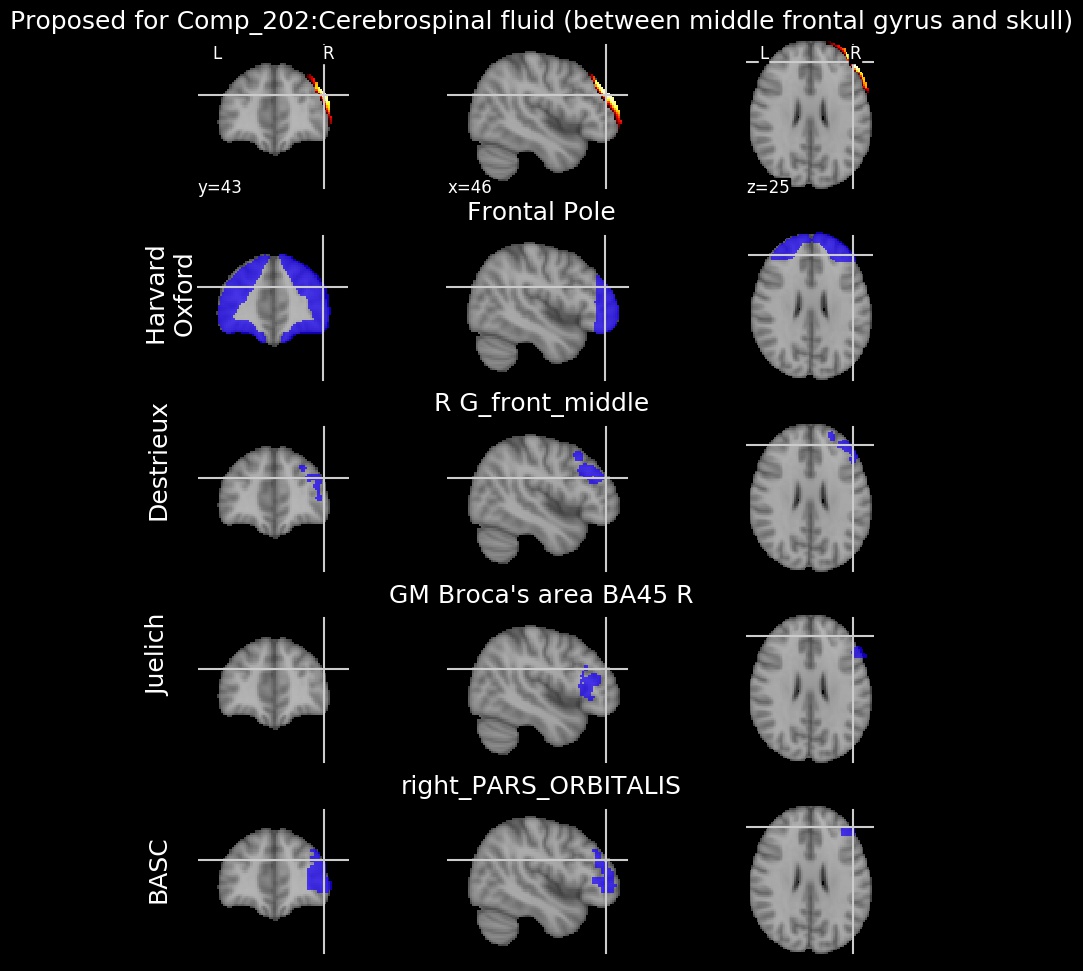 Proposed for Comp_202:Cerebrospinal fluid (between middle frontal gyrus and skull)
L R L R
y=43 x=46 z=25
Frontal Pole
Harvard
Oxford
R G_front_middle
Destrieux
GM Broca's area BA45 R
Juelich
right_PARS_ORBITALIS
BASC